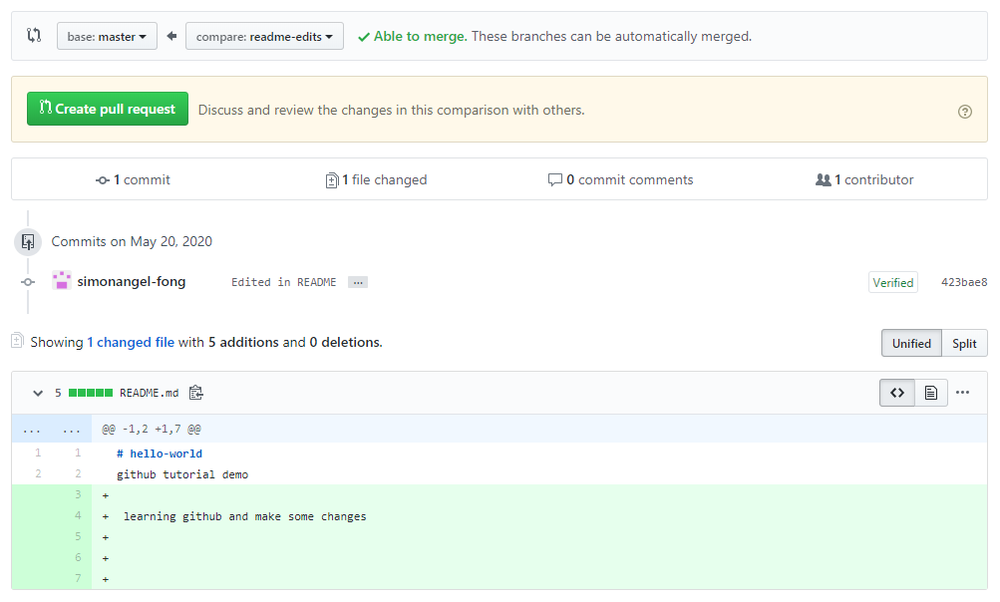 base: master compare: readme-edits Able to merge. These branches can be automatically merged.
Create pull request Discuss and review the changes in this comparison with others.
1 commit 1 file changed 0 commit comments 1 contributor
Commits on May 20, 2020
simonangel-fong Edited in README … Verified 423bae8
Showing 1 changed file with 5 additions and 0 deletions. Unified Split
5 README.md
... ... @@ -1,2 +1,7 @@
1 1 # hello-world
2 2 github tutorial demo
3 +
4 + learning github and make some changes
5 +
6 +
7 +